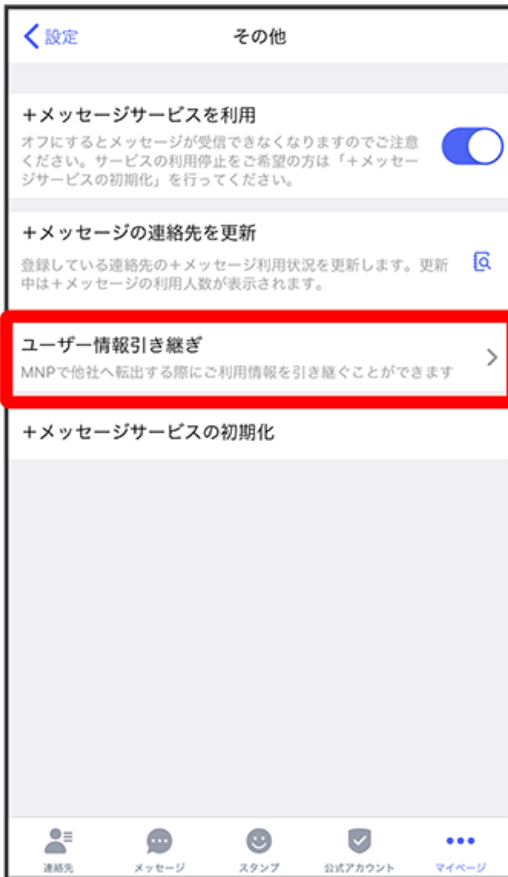 設定
その他
+メッセージサービスを利用
オフにするとメッセージが受信できなくなりますのでご注意
ください。サービスの利用停止をご希望の方は「+メッセー
ジサービスの初期化」を行ってください。
+メッセージの連絡先を更新
登録している連絡先の+メッセージ利用状況を更新します。更新
中は+メッセージの利用人数が表示されます。
ユーザー情報引き継ぎ
MNPで他社へ転出する際にご利用情報を引き継ぐことができます
+メッセージサービスの初期化
連絡先
メッセージ
スタンプ
公式アカウント
マイページ